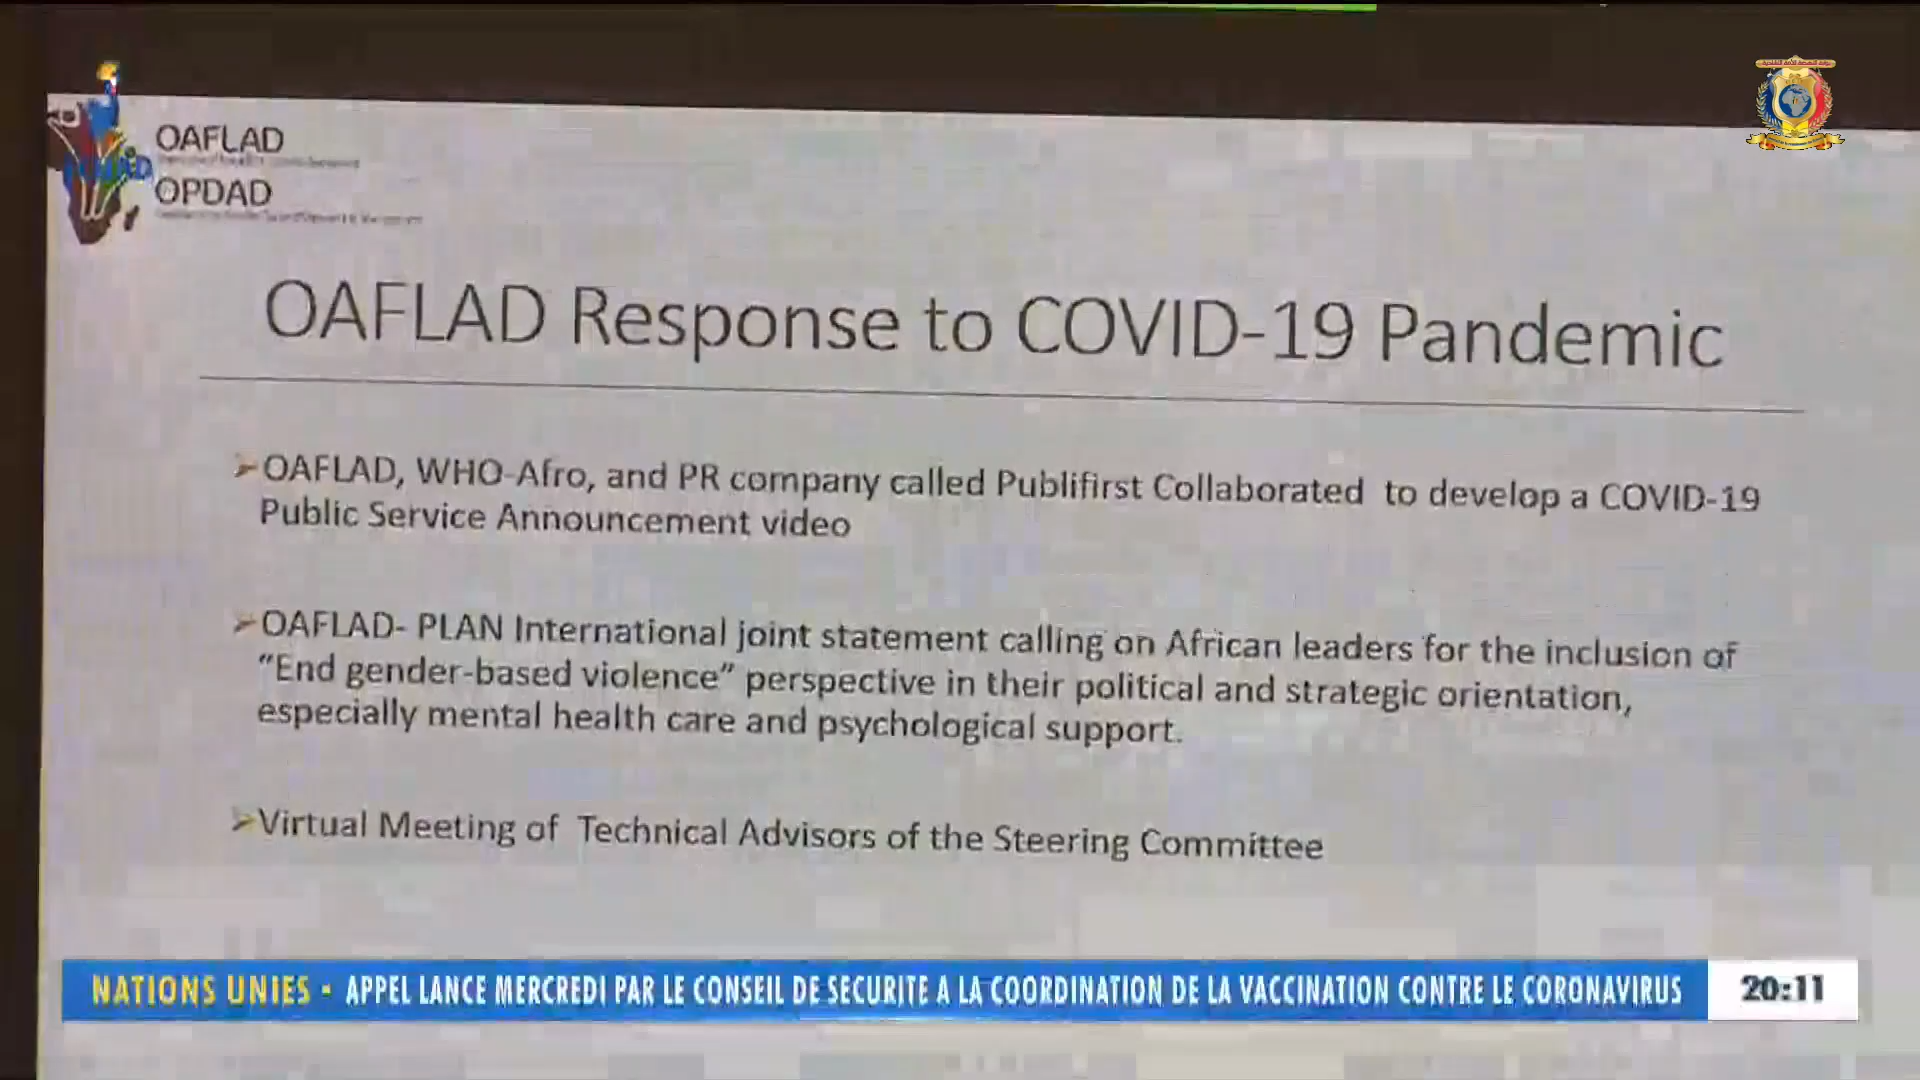 OAFLAD
OPDAD
OAFLAD Response to COVID-19 Pandemic
➢OAFLAD, WHO-Afro, and PR company called Publifirst Collaborated to develop a COVID-19
Public Service Announcement video
➢OAFLAD- PLAN International joint statement calling on African leaders for the inclusion of
“End gender-based violence” perspective in their political and strategic orientation,
especially mental health care and psychological support.
➢Virtual Meeting of Technical Advisors of the Steering Committee
NATIONS UNIES - APPEL LANCE MERCREDI PAR LE CONSEIL DE SECURITE A LA COORDINATION DE LA VACCINATION CONTRE LE CORONAVIRUS
20:11